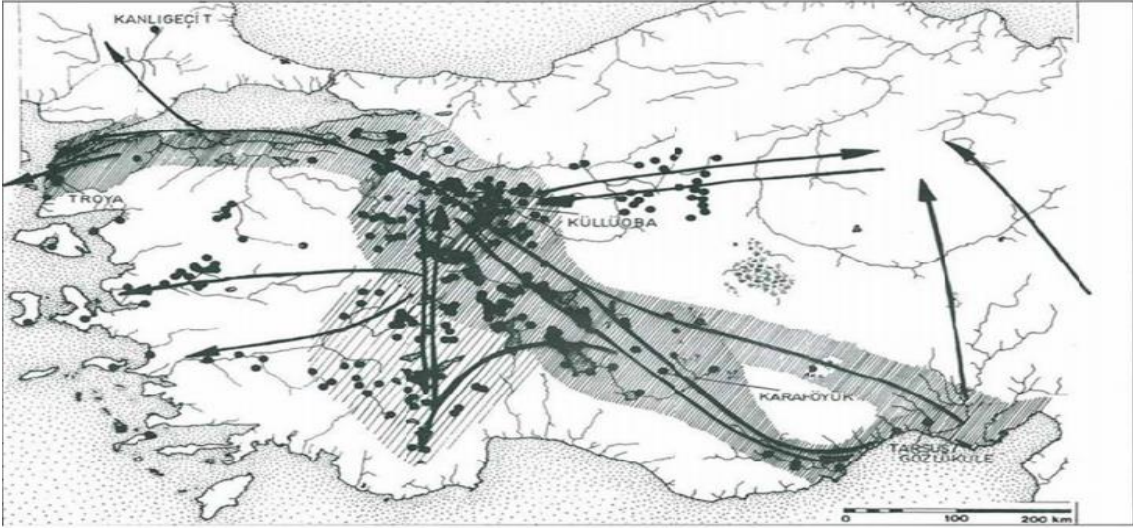 KANLIGEÇİT
TROYA
KÜLLÜOBA
KARAHÖYÜK
TARSUS
GÖZLÜKULE
0 100 200 km